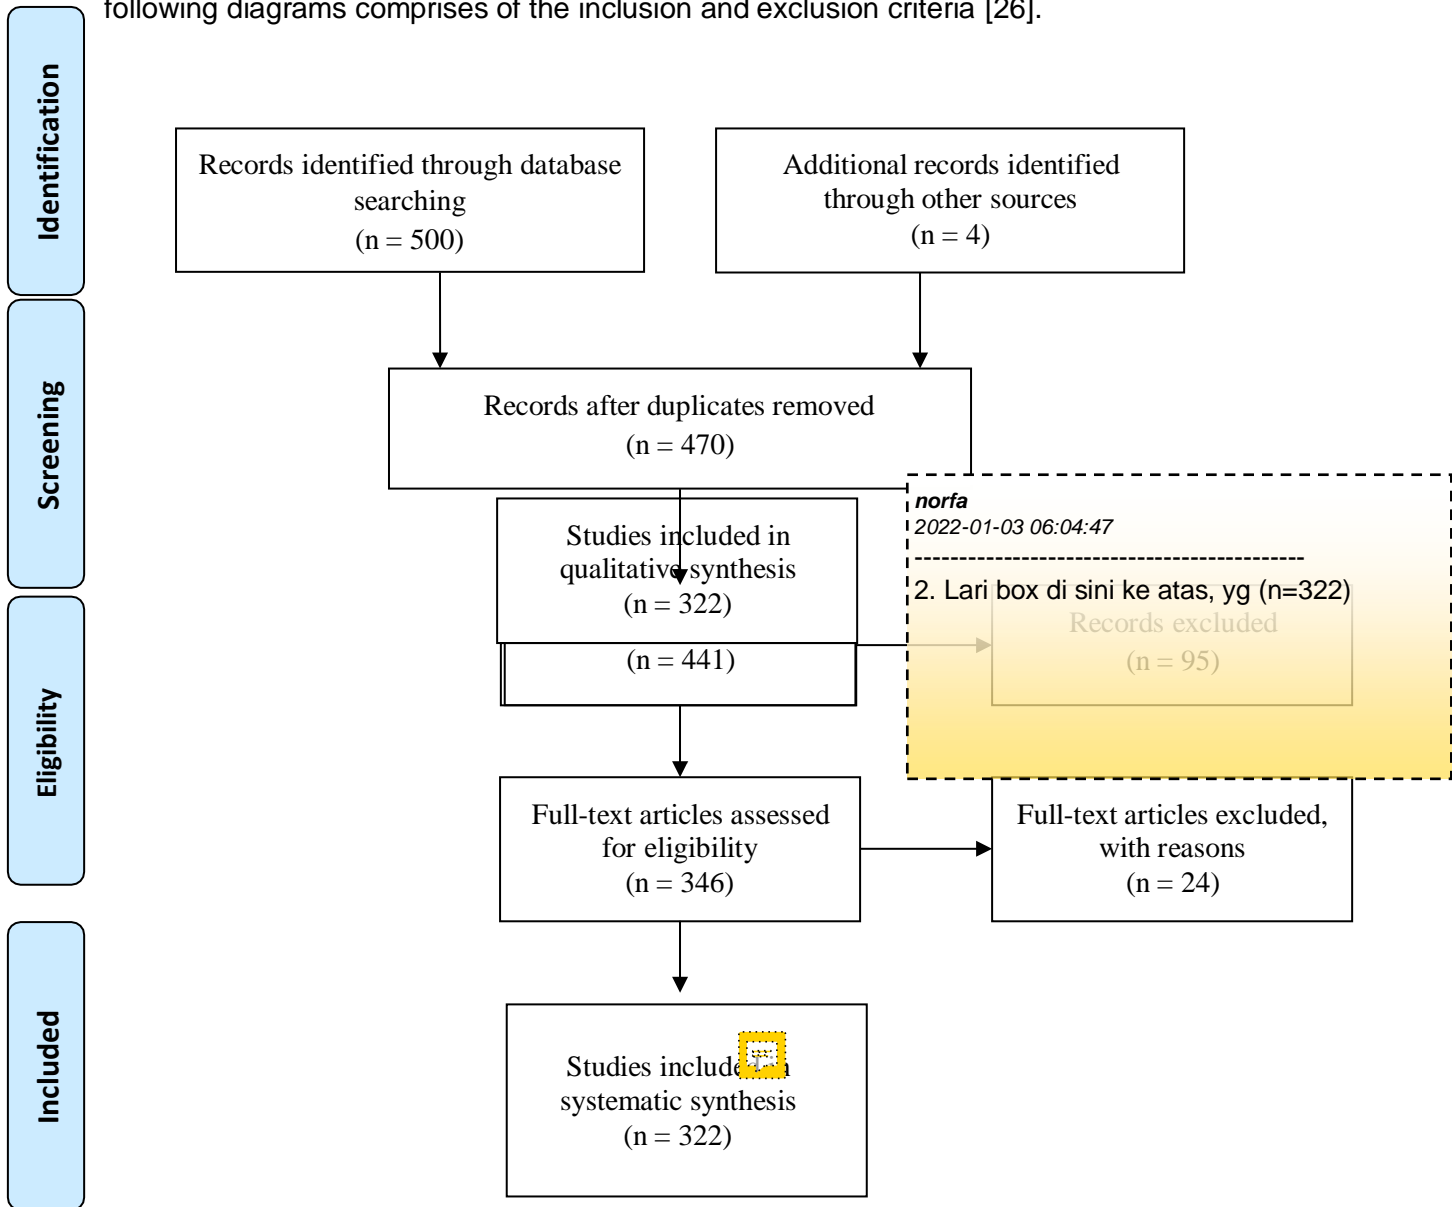 following diagrams comprises of the inclusion and exclusion criteria [26].
Identification
Records identified through database
searching
(n = 500)
Additional records identified
through other sources
(n = 4)
Screening
Records after duplicates removed
(n = 470)
Studies included in
qualitative synthesis
(n = 322)
(n = 441)
norfa
2022-01-03 06:04:47
--------------------------------------------
2. Lari box di sini ke atas, yg (n=322)
Records excluded
(n = 95)
Eligibility
Full-text articles assessed
for eligibility
(n = 346)
Full-text articles excluded,
with reasons
(n = 24)
Included
Studies included
systematic synthesis
(n = 322)